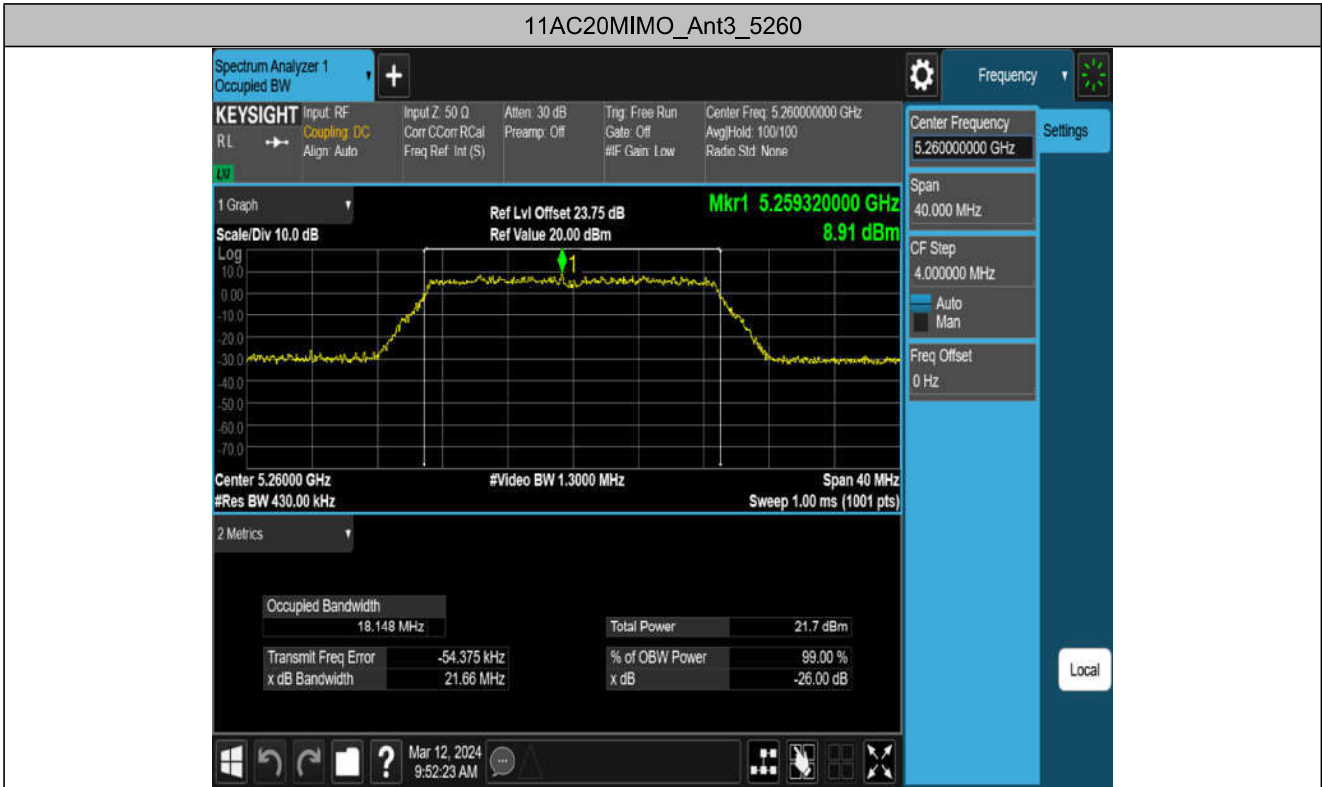 11AC20MIMO_Ant3_5260
Spectrum Analyzer 1
Occupied BW
Frequency
KEYSIGHT
RL
LXI
Input: RF
Coupling: DC
Align: Auto
Input Z: 50 Ω
Corr CCorr RCal
Freq Ref: Int (S)
Atten: 30 dB
Preamp: Off
Trig: Free Run
Gate: Off
#IF Gain: Low
Center Freq: 5.260000000 GHz
Avg|Hold: 100/100
Radio Std: None
Center Frequency
5.260000000 GHz
Settings
Span
40.000 MHz
CF Step
4.000000 MHz
Auto
Man
Freq Offset
0 Hz
Local
1 Graph
Scale/Div 10.0 dB
Ref Lvl Offset 23.75 dB
Ref Value 20.00 dBm
Mkr1 5.259320000 GHz
8.91 dBm
Log
1
10.0
0.00
-10.0
-20.0
-30.0
-40.0
-50.0
-60.0
-70.0
Center 5.26000 GHz
#Res BW 430.00 kHz
#Video BW 1.3000 MHz
Span 40 MHz
Sweep 1.00 ms (1001 pts)
2 Metrics
Occupied Bandwidth
18.148 MHz
Total Power 21.7 dBm
Transmit Freq Error -54.375 kHz
% of OBW Power 99.00 %
x dB Bandwidth 21.66 MHz
x dB -26.00 dB
?
Mar 12, 2024
9:52:23 AM